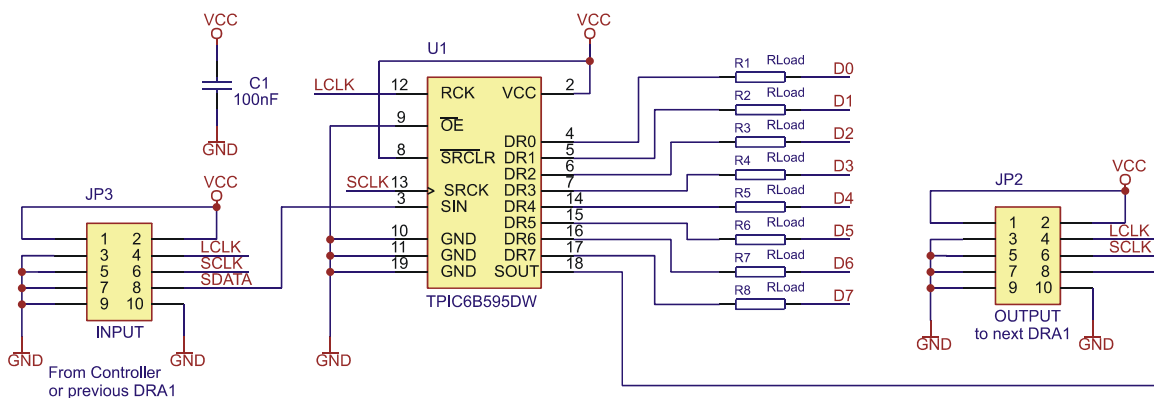 VCC
C1
100nF
GND
JP3
VCC
1 2
3 4 LCLK
5 6 SCLK
7 8 SDATA
9 10
INPUT
GND
GND
From Controller
or previous DRA1
U1
VCC
LCLK 12 RCK VCC 2
9 OE
8 SRCLR
SCLK 13 SRCK
3 SIN
10 GND
11 GND
19 GND
DR0 4
DR1 5
DR2 6
DR3 7
DR4 14
DR5 15
DR6 16
DR7 17
SOUT 18
TPIC6B595DW
GND
R1 RLoad D0
R2 RLoad D1
R3 RLoad D2
R4 RLoad D3
R5 RLoad D4
R6 RLoad D5
R7 RLoad D6
R8 RLoad D7
VCC
JP2
1 2
3 4 LCLK
5 6 SCLK
7 8
9 10
OUTPUT
to next DRA1
GND
GND